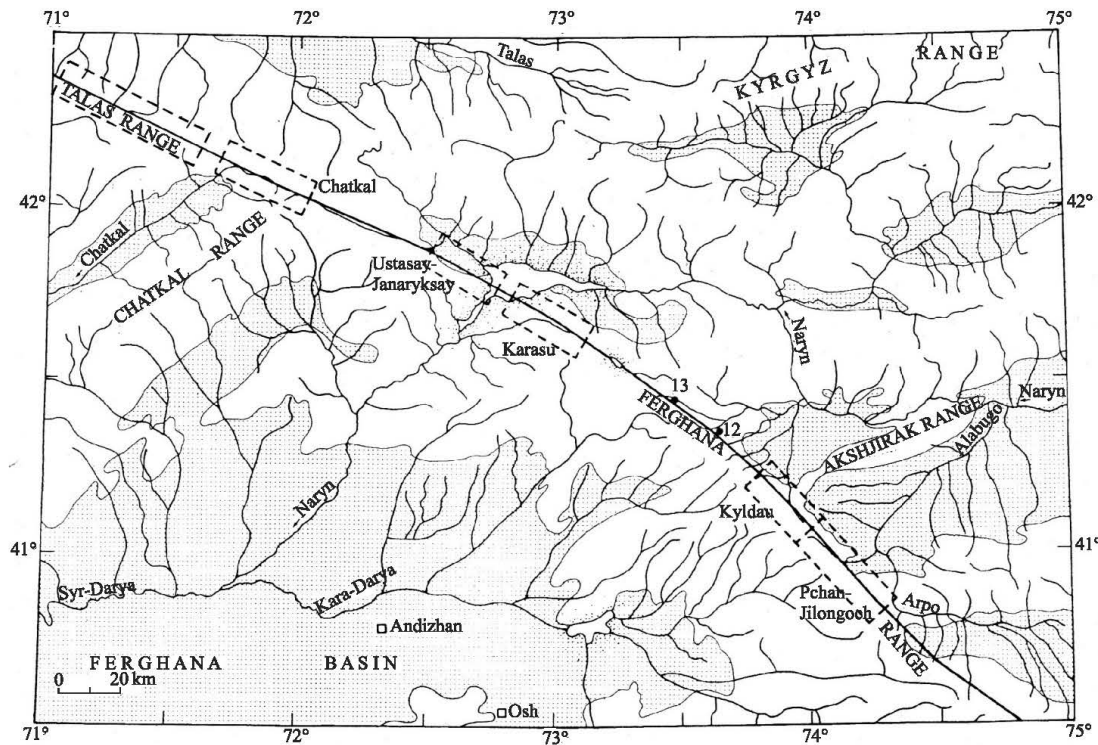 71° 72° 73° 74° 75°
Talas
RANGE
KYRGYZ
TALAS RANGE
Chatkal
42° 42°
Chatkal
CHATKAL RANGE
Ustasay-
Janaryksay
Karasu
Naryn
13
Naryn
FERGHANA
12
AKSHJIRAK RANGE
Alabugo
Naryn
Kyldau
41° 41°
Syr-Darya
Kara-Darya
Pchan-
Jilongoch
Arpo
Andizhan
RANGE
FERGHANA BASIN
0 20 km
Osh
71° 72° 73° 74° 75°